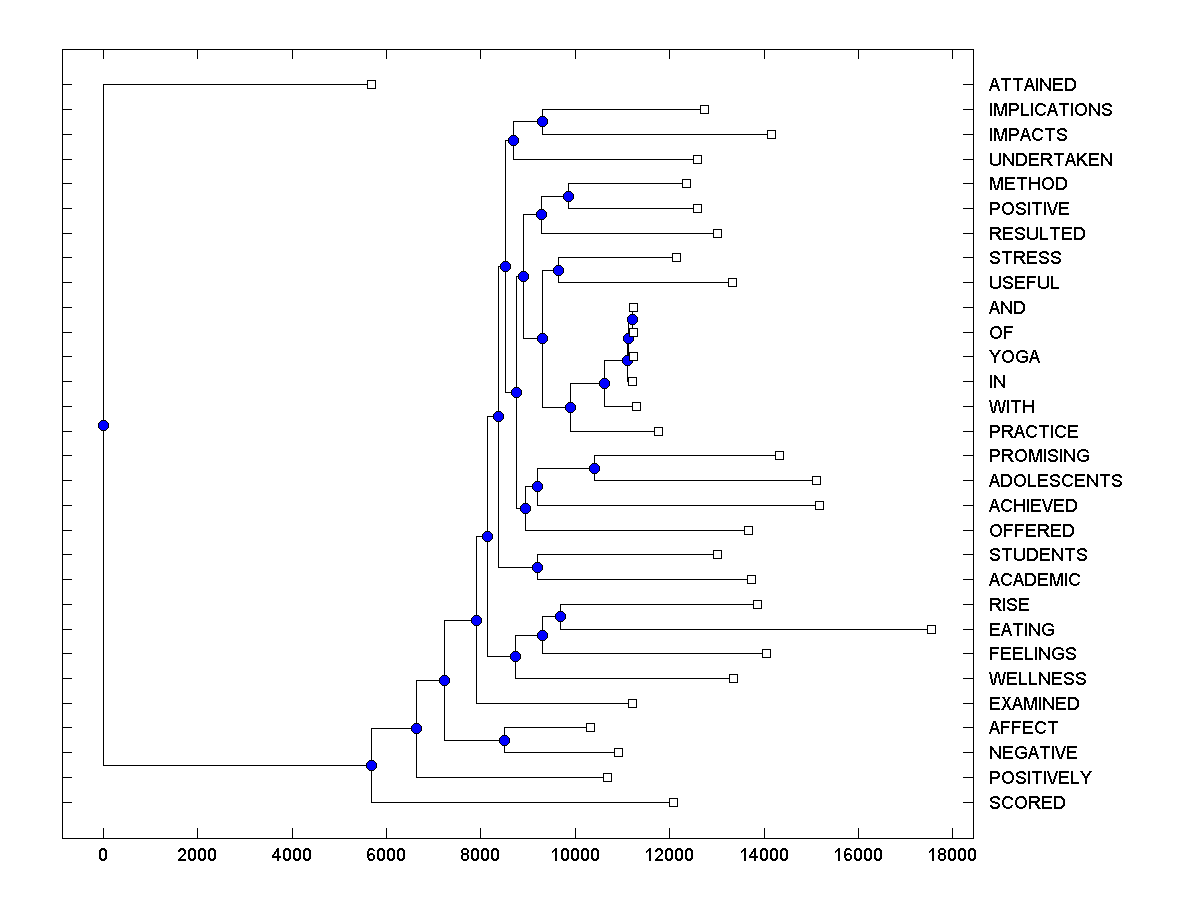 ATTAINED
IMPLICATIONS
IMPACTS
UNDERTAKEN
METHOD
POSITIVE
RESULTED
STRESS
USEFUL
AND
OF
YOGA
IN
WITH
PRACTICE
PROMISING
ADOLESCENTS
ACHIEVED
OFFERED
STUDENTS
ACADEMIC
RISE
EATING
FEELINGS
WELLNESS
EXAMINED
AFFECT
NEGATIVE
POSITIVELY
SCORED
0 2000 4000 6000 8000 10000 12000 14000 16000 18000